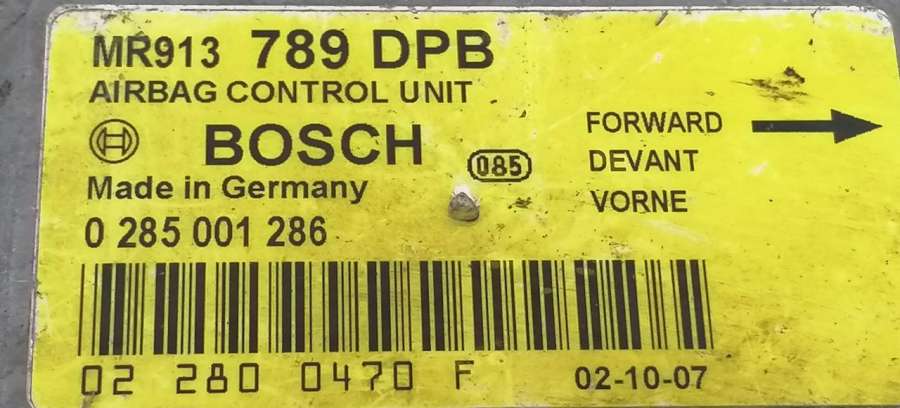 MR913 789 DPB
AIRBAG CONTROL UNIT
BOSCH
085
Made in Germany
0 285 001 286
FORWARD
DEVANT
VORNE
02 280 0470 F
02-10-07